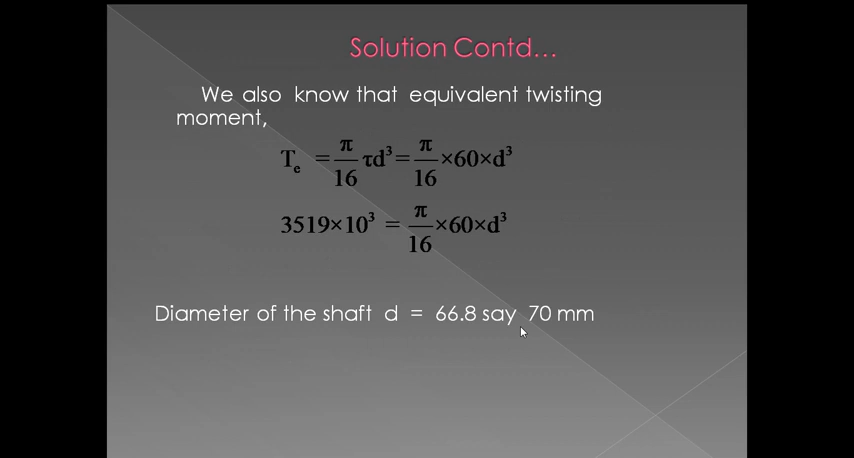 Solution Contd...
We also know that equivalent twisting
moment,
Tₑ = π/16 τd³ = π/16 ×60×d³
3519×10³ = π/16 ×60×d³
Diameter of the shaft d = 66.8 say 70 mm